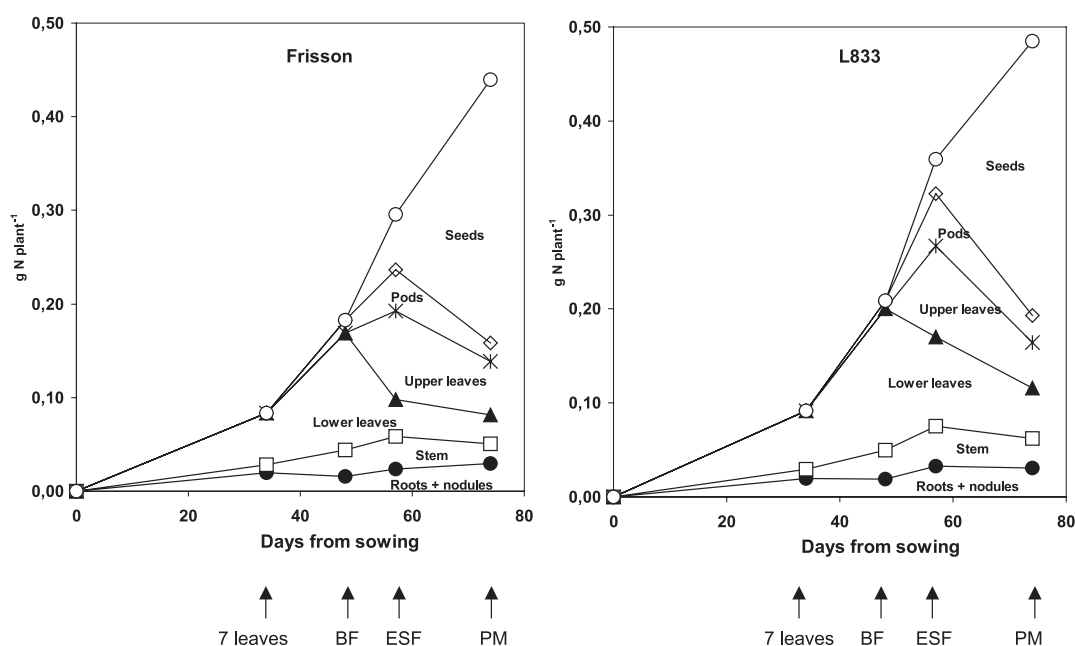 0,50
0,40
0,30
0,20
0,10
0,00
g N plant-1
Frisson
Seeds
Pods
Upper leaves
Lower leaves
Stem
Roots + nodules
0 20 40 60 80
Days from sowing
7 leaves BF ESF PM
0,50
0,40
0,30
0,20
0,10
0,00
g N plant-1
L833
Seeds
Pods
Upper leaves
Lower leaves
Stem
Roots + nodules
0 20 40 60 80
Days from sowing
7 leaves BF ESF PM